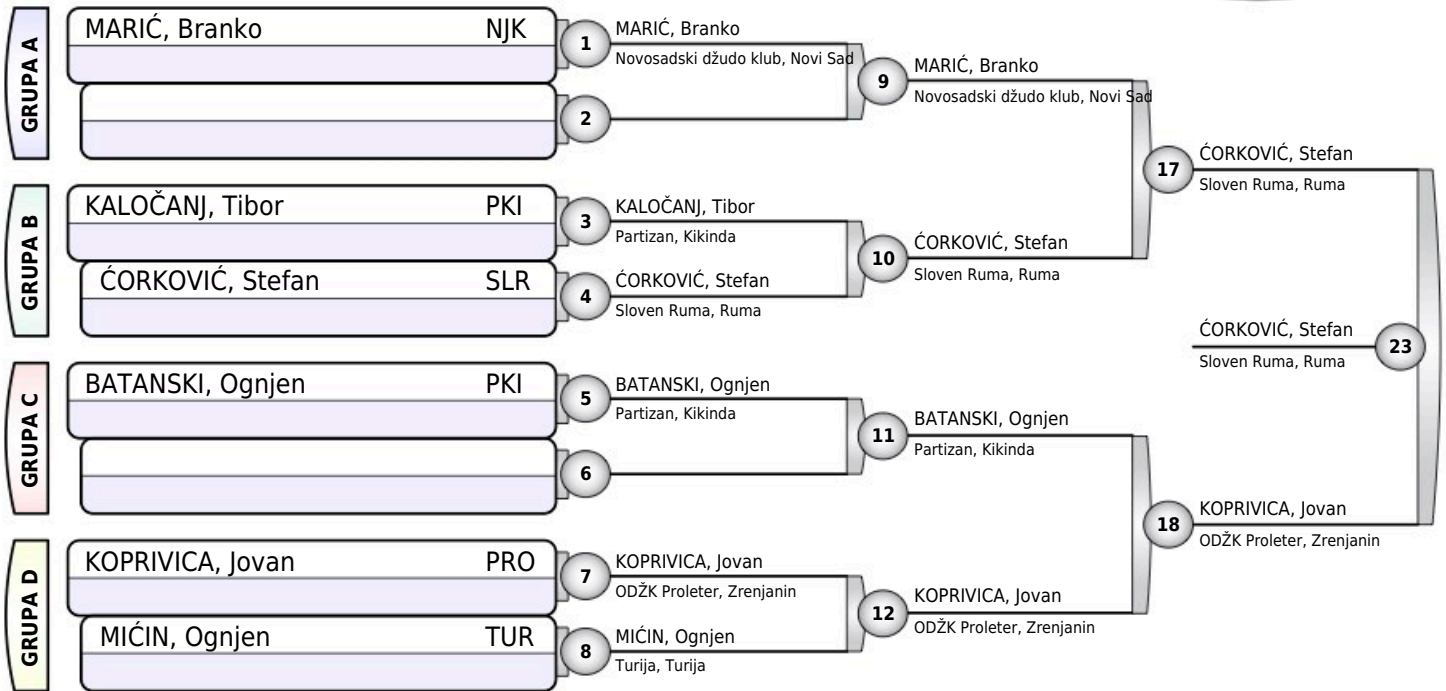 GRUPA A
MARIĆ, Branko NJK
1
MARIĆ, Branko
Novosadski džudo klub, Novi Sad
2
9
MARIĆ, Branko
Novosadski džudo klub, Novi Sad
GRUPA B
KALOČANJ, Tibor PKI
3
KALOČANJ, Tibor
Partizan, Kikinda
ĆORKOVIĆ, Stefan SLR
4
ĆORKOVIĆ, Stefan
Sloven Ruma, Ruma
10
ĆORKOVIĆ, Stefan
Sloven Ruma, Ruma
17
ĆORKOVIĆ, Stefan
Sloven Ruma, Ruma
ĆORKOVIĆ, Stefan
Sloven Ruma, Ruma
23
GRUPA C
BATANSKI, Ognjen PKI
5
BATANSKI, Ognjen
Partizan, Kikinda
6
11
BATANSKI, Ognjen
Partizan, Kikinda
GRUPA D
KOPRIVICA, Jovan PRO
7
KOPRIVICA, Jovan
ODŽK Proleter, Zrenjanin
MIĆIN, Ognjen TUR
8
MIĆIN, Ognjen
Turija, Turija
12
KOPRIVICA, Jovan
ODŽK Proleter, Zrenjanin
18
KOPRIVICA, Jovan
ODŽK Proleter, Zrenjanin